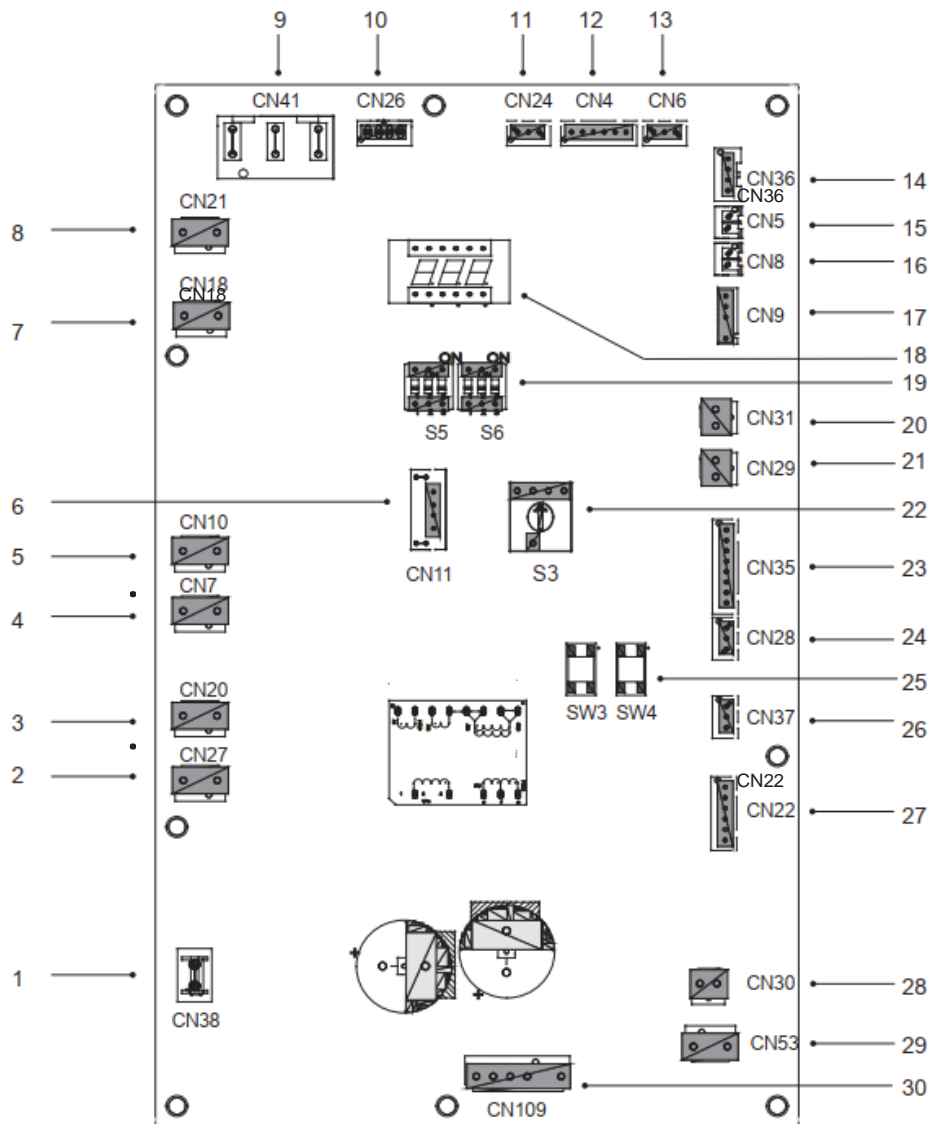 9 10 11 12 13
CN41 CN26 CN24 CN4 CN6
CN36 14
CN36
CN21
8 CN5 15
CN8 16
CN18
CN18
7 CN9 17
18
ON ON
19
CN31 20
S5 S6
CN29 21
6
22
CN10
5 CN11 S3 CN35 23
CN7
4
CN28 24
CN20 25
3 SW3 SW4 CN37 26
CN27
2 CN22
CN22 27
1
CN30 28
CN38
CN53 29
30
CN109